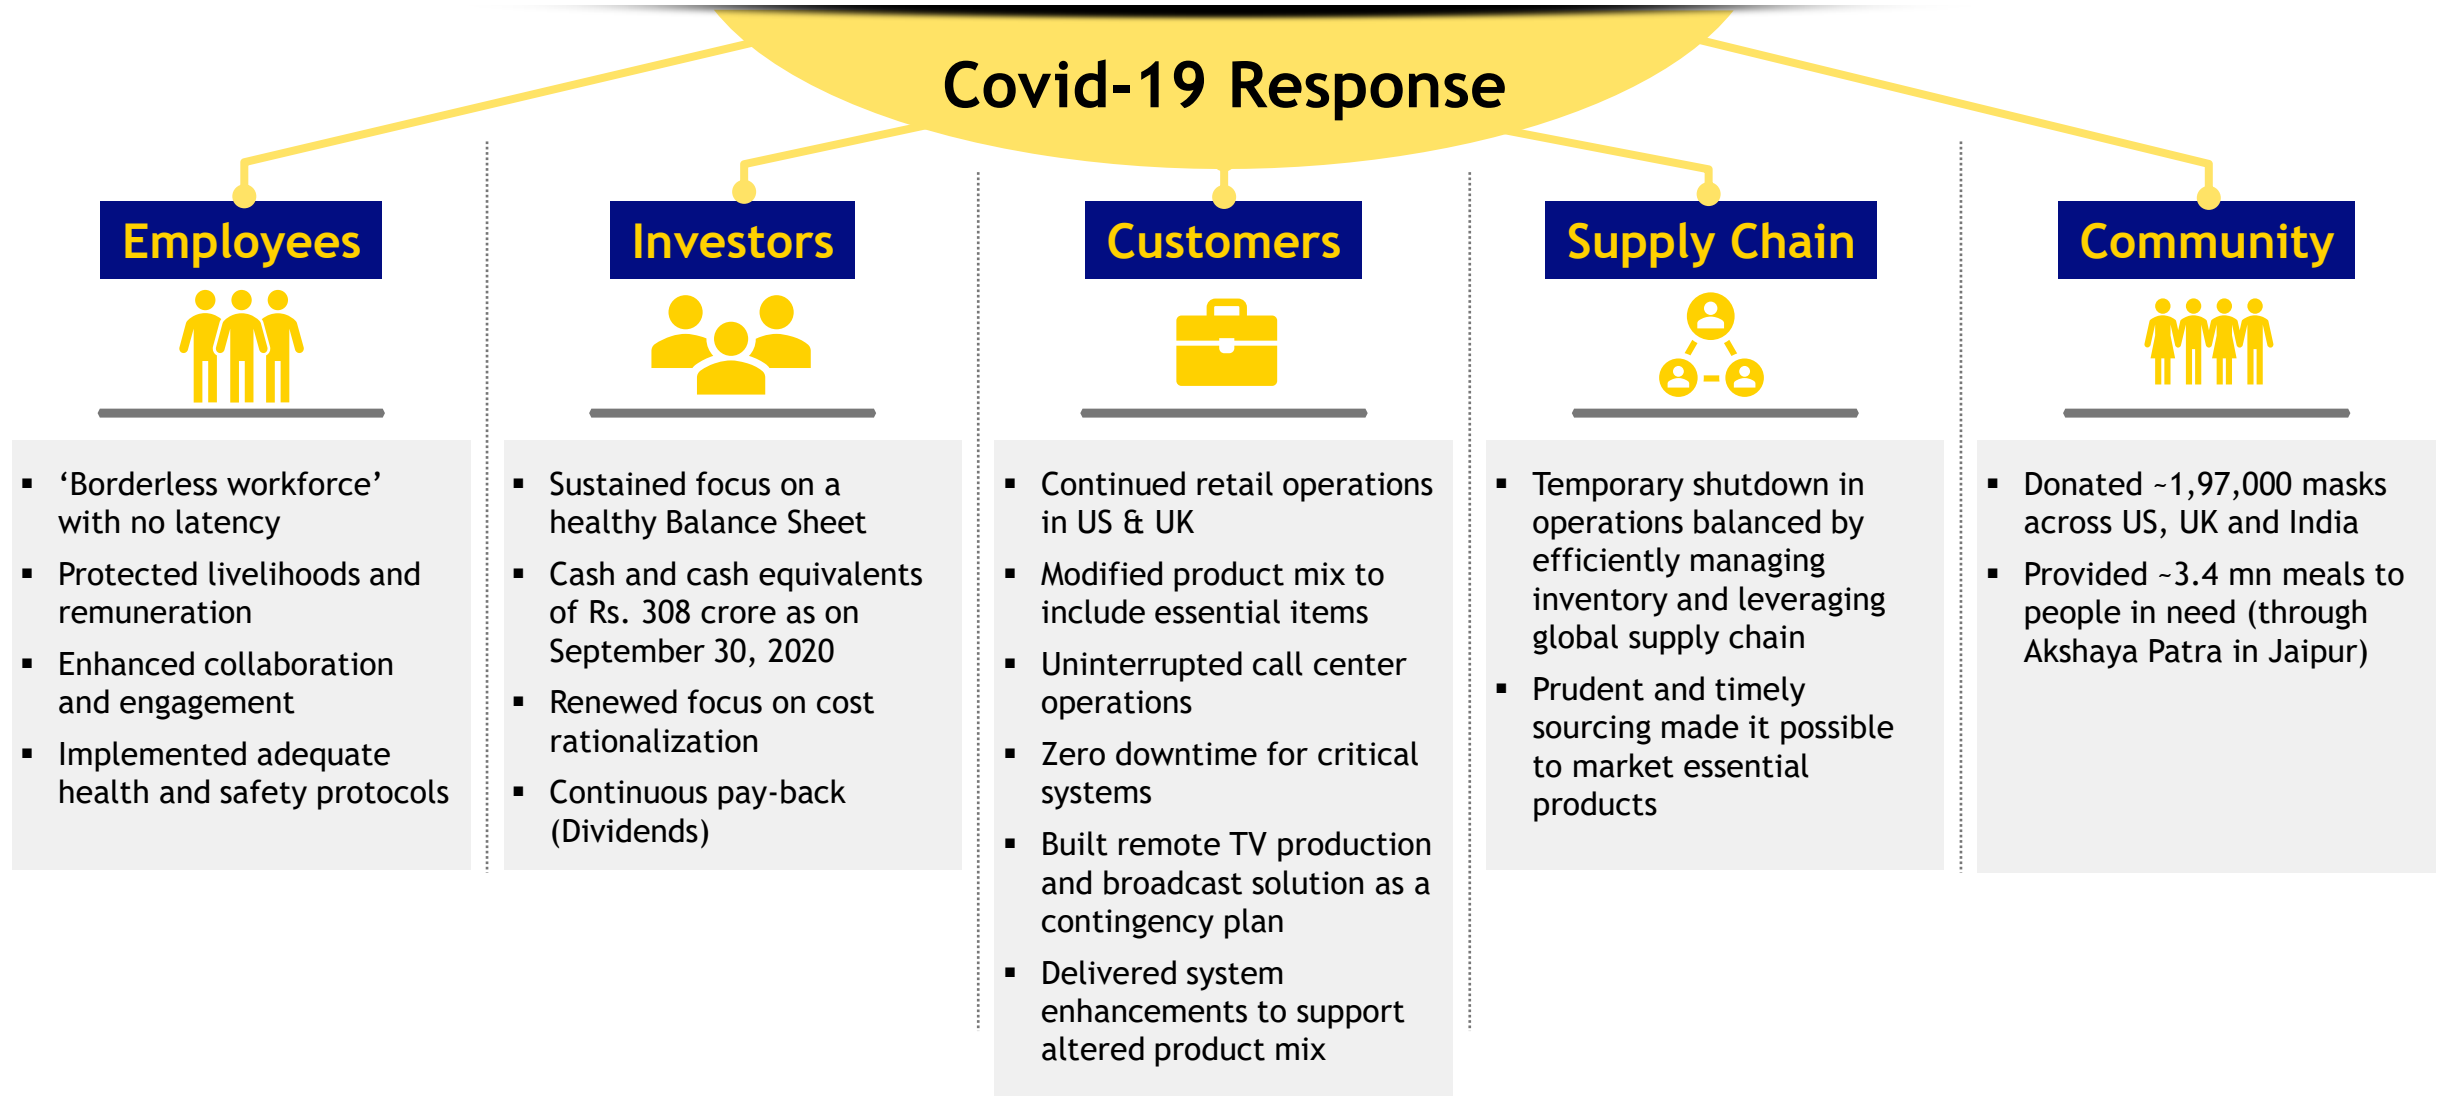 Covid-19 Response
Employees
▪ ‘Borderless workforce’
with no latency
▪ Protected livelihoods and
remuneration
▪ Enhanced collaboration
and engagement
▪ Implemented adequate
health and safety protocols
Investors
▪ Sustained focus on a
healthy Balance Sheet
▪ Cash and cash equivalents
of Rs. 308 crore as on
September 30, 2020
▪ Renewed focus on cost
rationalization
▪ Continuous pay-back
(Dividends)
Customers
▪ Continued retail operations
in US & UK
▪ Modified product mix to
include essential items
▪ Uninterrupted call center
operations
▪ Zero downtime for critical
systems
▪ Built remote TV production
and broadcast solution as a
contingency plan
▪ Delivered system
enhancements to support
altered product mix
Supply Chain
▪ Temporary shutdown in
operations balanced by
efficiently managing
inventory and leveraging
global supply chain
▪ Prudent and timely
sourcing made it possible
to market essential
products
Community
▪ Donated ~1,97,000 masks
across US, UK and India
▪ Provided ~3.4 mn meals to
people in need (through
Akshaya Patra in Jaipur)